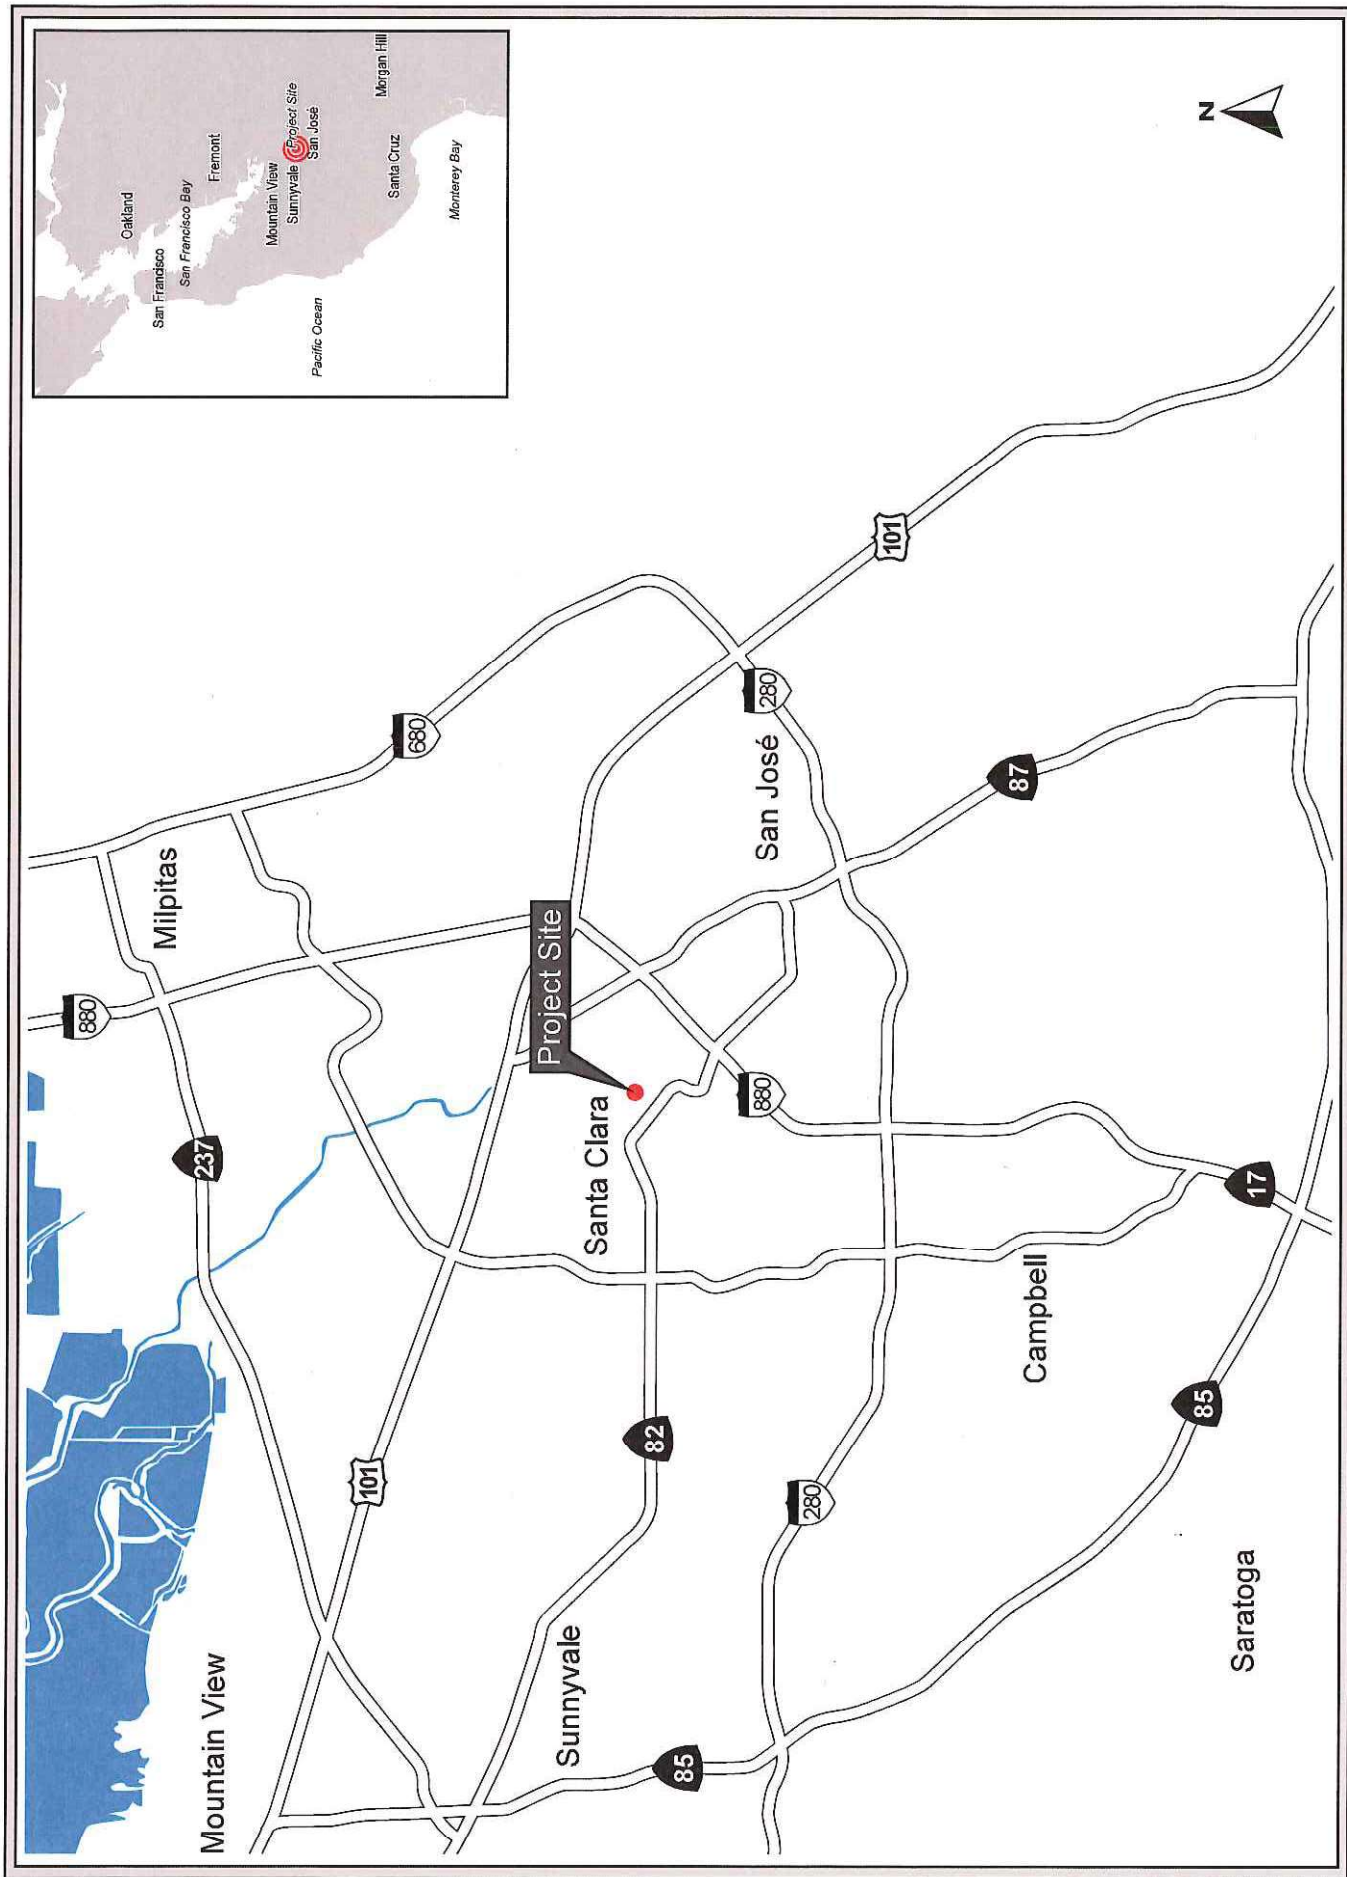 San Francisco
Oakland
San Francisco Bay
Fremont
Mountain View
Sunnyvale
Project Site
San José
Pacific Ocean
Santa Cruz
Morgan Hill
Monterey Bay
N
Mountain View
Milpitas
880
237
680
101
Project Site
Santa Clara
Sunnyvale
82
85
San José
280
880
280
101
87
Campbell
85
17
Saratoga